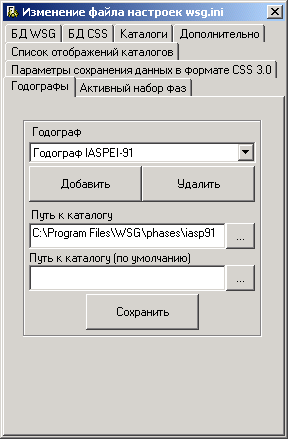 Изменение файла настроек wsg.ini
БД WSG
БД CSS
Каталоги
Дополнительно
Список отображений каталогов
Параметры сохранения данных в формате CSS 3.0
Годографы
Активный набор фаз
Годограф
Годограф IASPEI-91
Добавить
Удалить
Путь к каталогу
C:\Program Files\WSG\phases\iasp91
...
Путь к каталогу (по умолчанию)
...
Сохранить